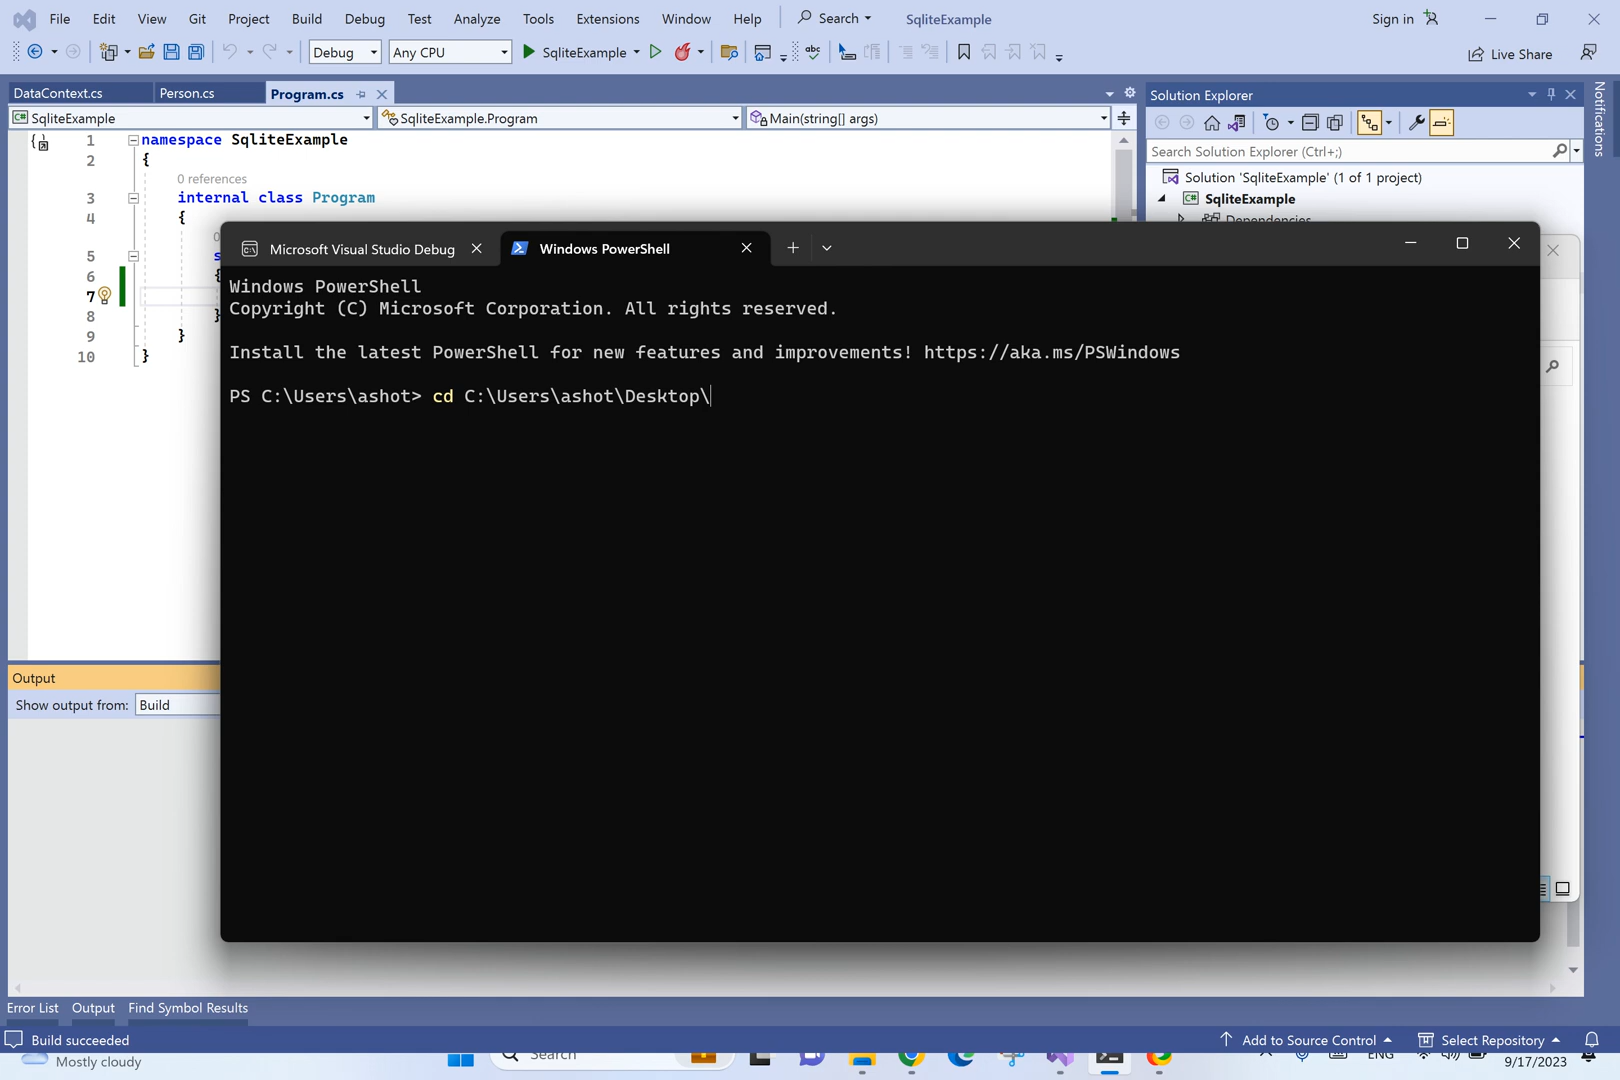 File Edit View Git Project Build Debug Test Analyze Tools Extensions Window Help Search SqliteExample Sign in
Debug Any CPU SqliteExample Live Share
DataContext.cs Person.cs Program.cs
SqliteExample SqliteExample.Program Main(string[] args)
Solution Explorer
Search Solution Explorer (Ctrl+;)
Solution 'SqliteExample' (1 of 1 project)
SqliteExample
Dependencies
Notifications
1 namespace SqliteExample
2 {
0 references
3 internal class Program
4 {
0
5 s
6 {
7
8 }
9 }
10 }
Microsoft Visual Studio Debug Windows PowerShell
Windows PowerShell
Copyright (C) Microsoft Corporation. All rights reserved.
Install the latest PowerShell for new features and improvements! https://aka.ms/PSWindows
PS C:\Users\ashot> cd C:\Users\ashot\Desktop\
Output
Show output from: Build
Error List Output Find Symbol Results
Build succeeded Add to Source Control Select Repository
Mostly cloudy Search ENG 9/17/2023